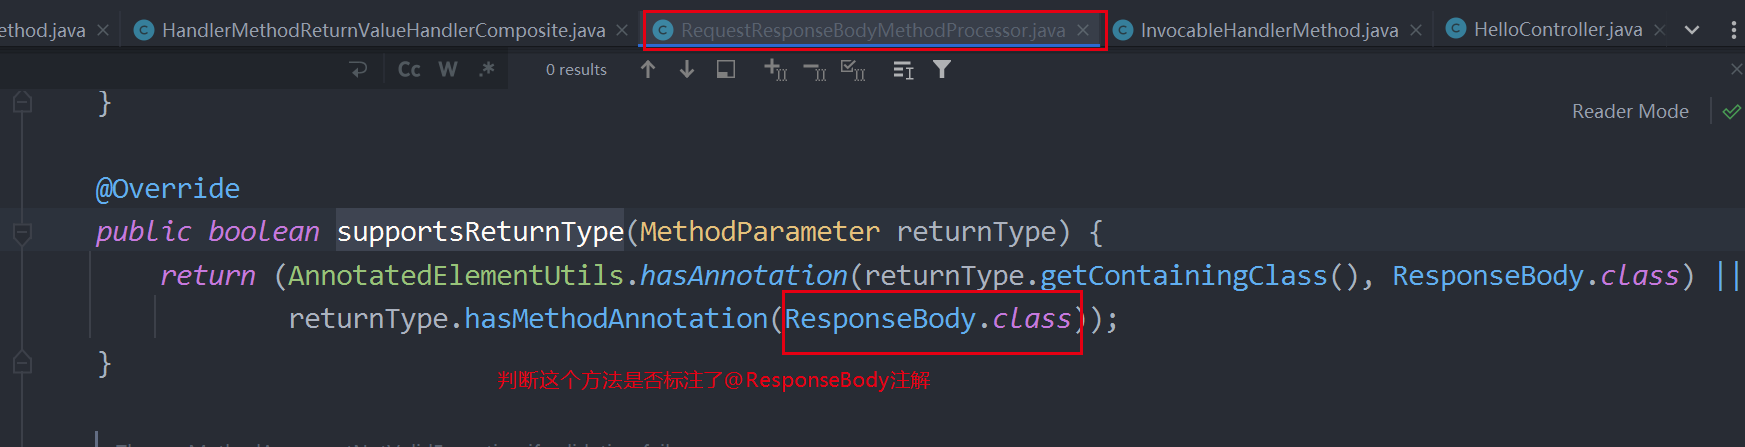 ethod.java
HandlerMethodReturnValueHandlerComposite.java
RequestResponseBodyMethodProcessor.java
InvocableHandlerMethod.java
HelloController.java
Cc W .* 0 results
}
Reader Mode
@Override
public boolean supportsReturnType(MethodParameter returnType) {
return (AnnotatedElementUtils.hasAnnotation(returnType.getContainingClass(), ResponseBody.class) ||
returnType.hasMethodAnnotation(ResponseBody.class));
}
判断这个方法是否标注了@ResponseBody注解